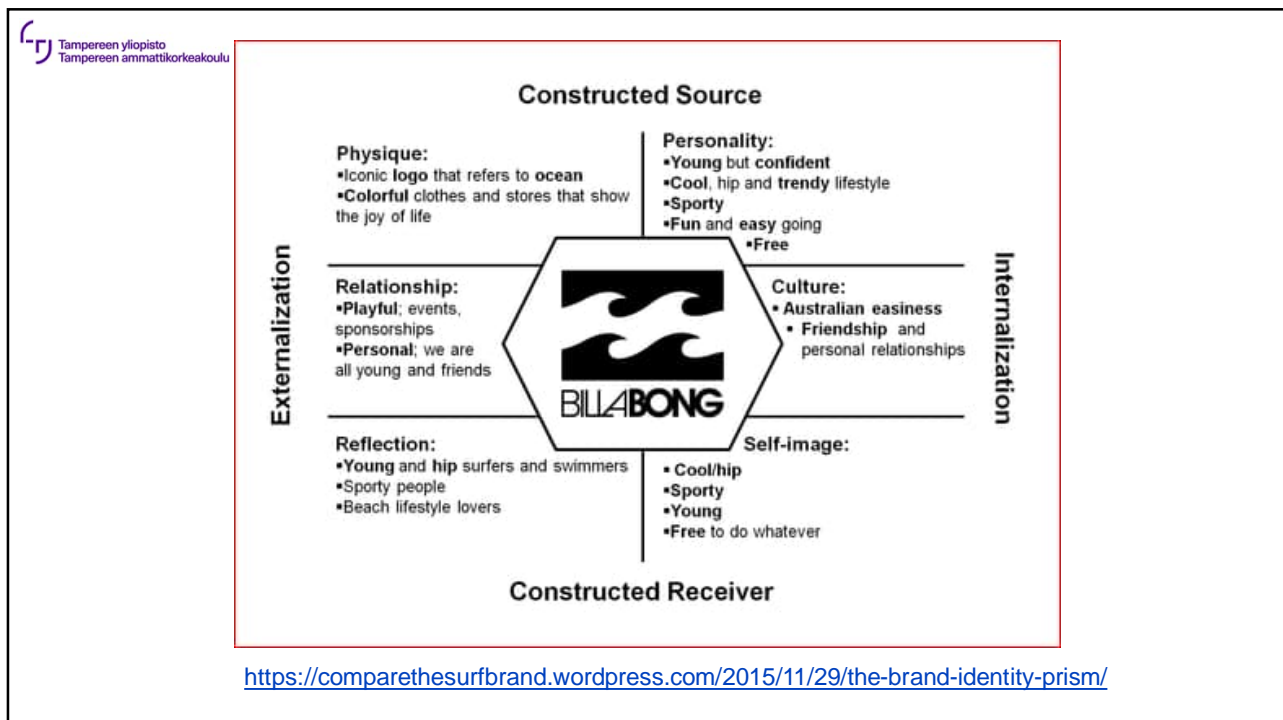 Tampereen yliopisto
Tampereen ammattikorkeakoulu
Constructed Source
Physique:
▪Iconic logo that refers to ocean
▪Colorful clothes and stores that show
the joy of life
Personality:
▪Young but confident
▪Cool, hip and trendy lifestyle
▪Sporty
▪Fun and easy going
▪Free
Externalization
Relationship:
▪Playful; events,
sponsorships
▪Personal; we are
all young and friends
BILLABONG
Culture:
▪ Australian easiness
▪ Friendship and
personal relationships
Internalization
Reflection:
▪Young and hip surfers and swimmers
▪Sporty people
▪Beach lifestyle lovers
Self-image:
▪ Cool/hip
▪Sporty
▪Young
▪Free to do whatever
Constructed Receiver
https://comparethesurfbrand.wordpress.com/2015/11/29/the-brand-identity-prism/